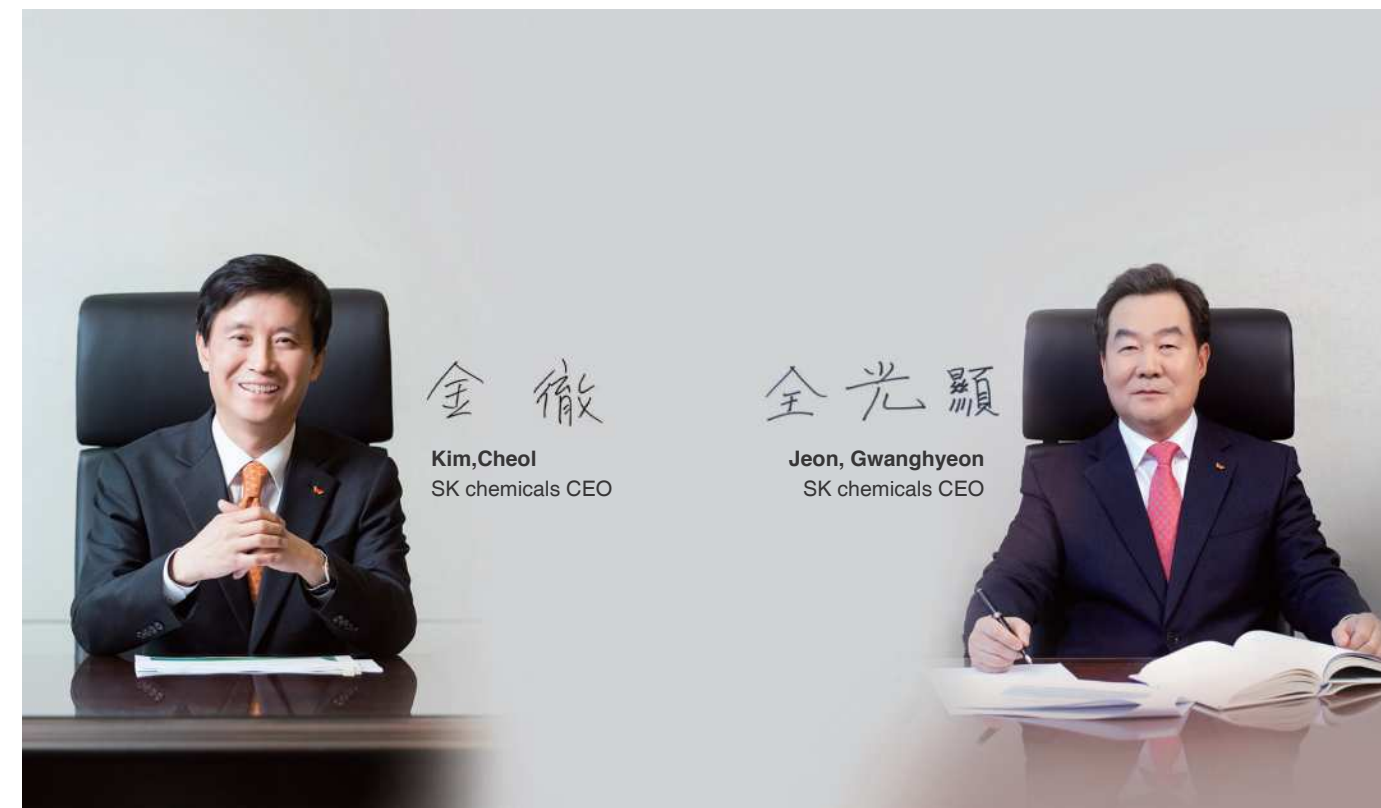 金 徹
Kim,Cheol
SK chemicals CEO
全光顯
Jeon, Gwanghyeon
SK chemicals CEO